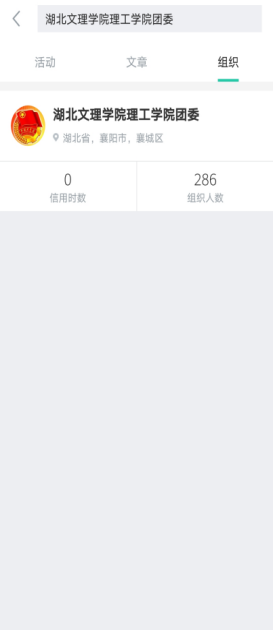 湖北文理学院理工学院团委
活动 文章 组织
湖北文理学院理工学院团委
湖北省，襄阳市，襄城区
0 286
信用时数 组织人数